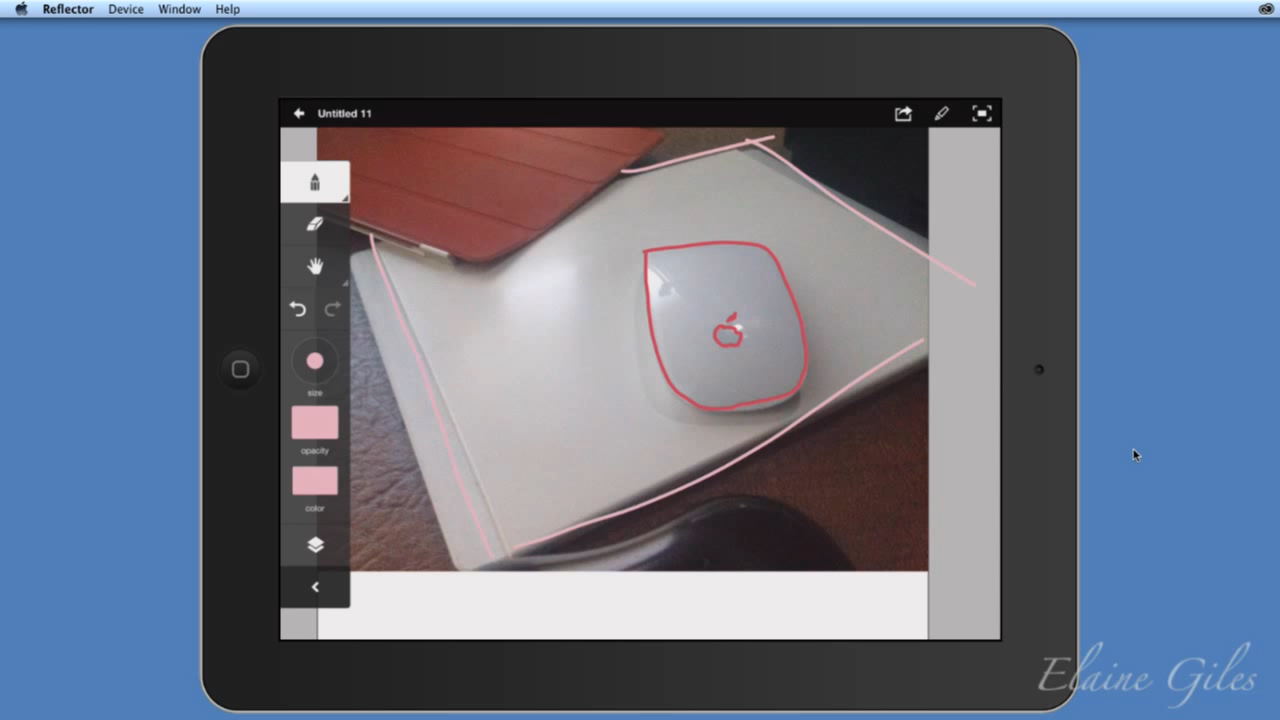 Reflector Device Window Help
Untitled 11
size
opacity
color
Elaine Giles